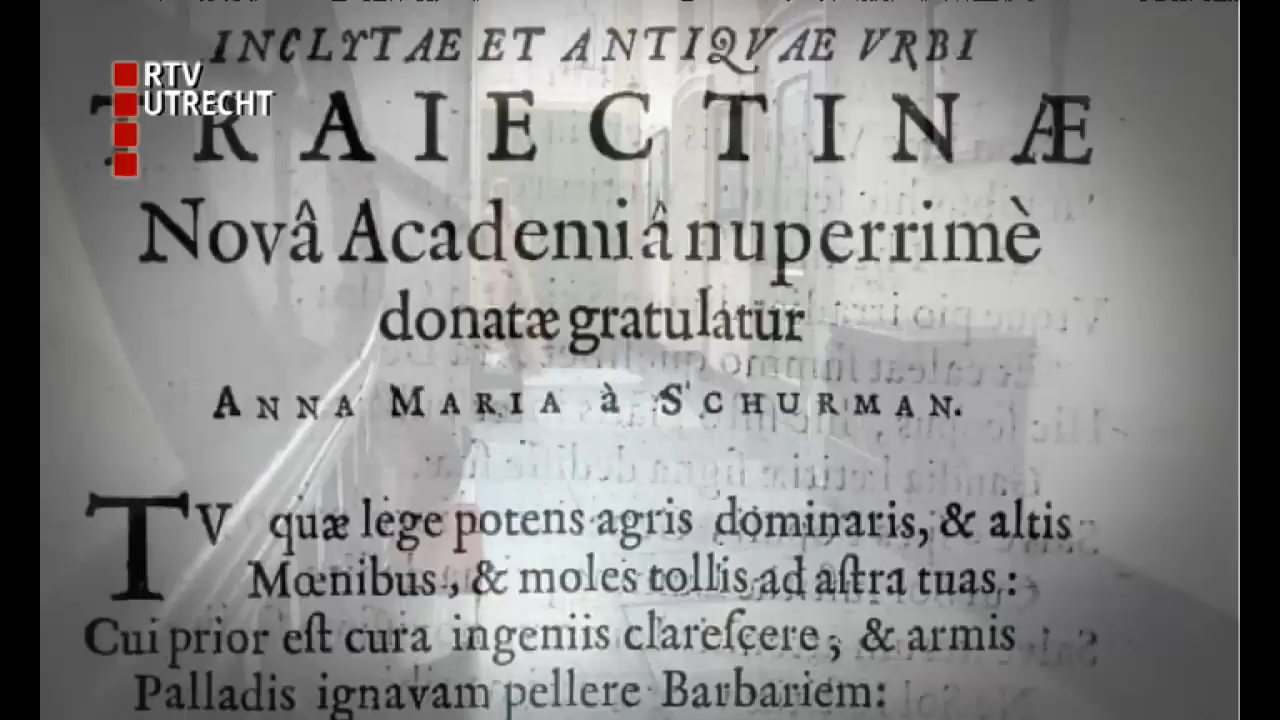 INCLYTAE ET ANTIQVAE VRBI
RTV
UTRECHT
TRAIECTINÆ
Novâ Academiâ nuperrimè
donatæ gratulatur
ANNA MARIA à SCHURMAN.
TV quæ lege potens agris dominaris, & altis
Mœnibus, & moles tollis ad aſtra tuas:
Cui prior eſt cura ingeniis clareſcere, & armis
Palladis ignavam pellere Barbariem: